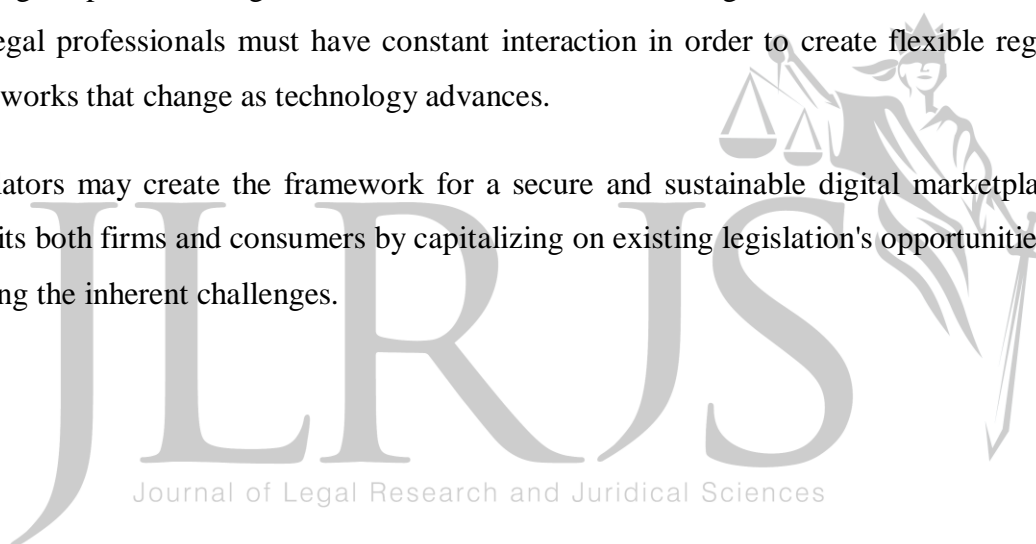 egal professionals must have constant interaction in order to create flexible reg
works that change as technology advances.
ators may create the framework for a secure and sustainable digital marketpla
its both firms and consumers by capitalizing on existing legislation's opportunitie
ng the inherent challenges.
JLRJS
Journal of Legal Research and Juridical Sciences